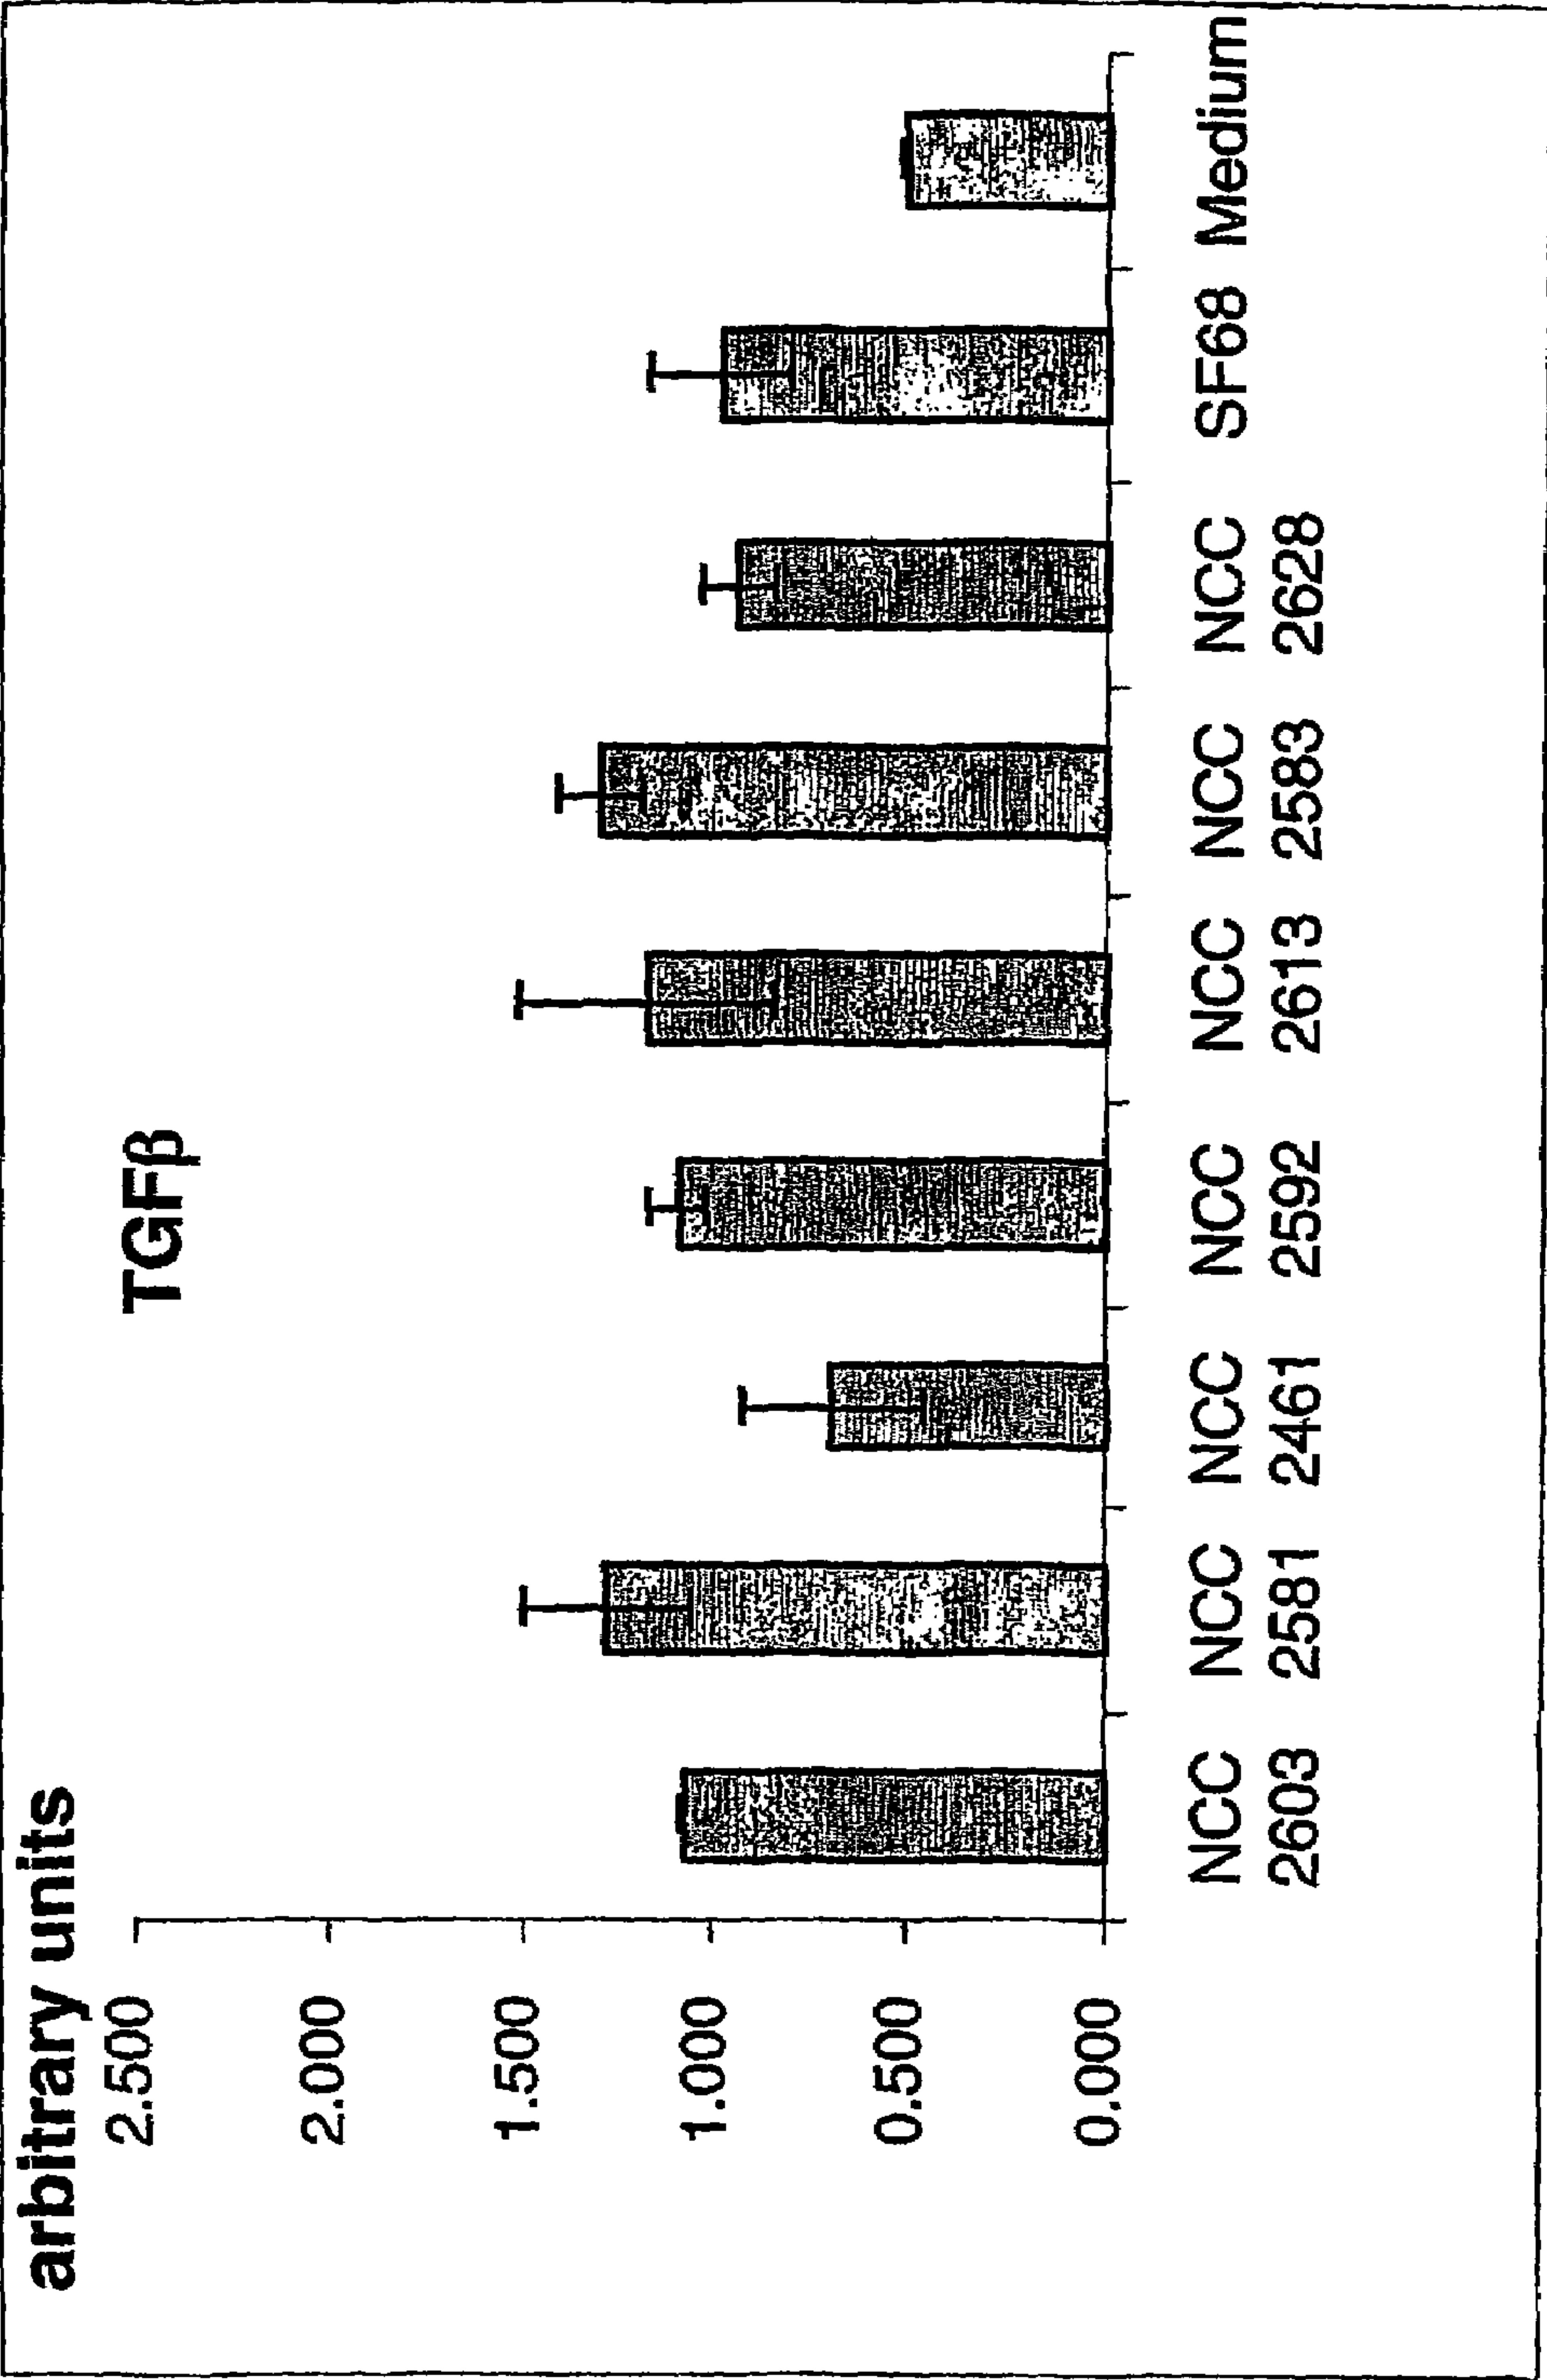 arbitrary units
TGFβ
2.500
2.000
1.500
1.000
0.500
0.000
NCC NCC NCC NCC NCC NCC NCC SF68 Medium
2603 2581 2461 2592 2613 2583 2628